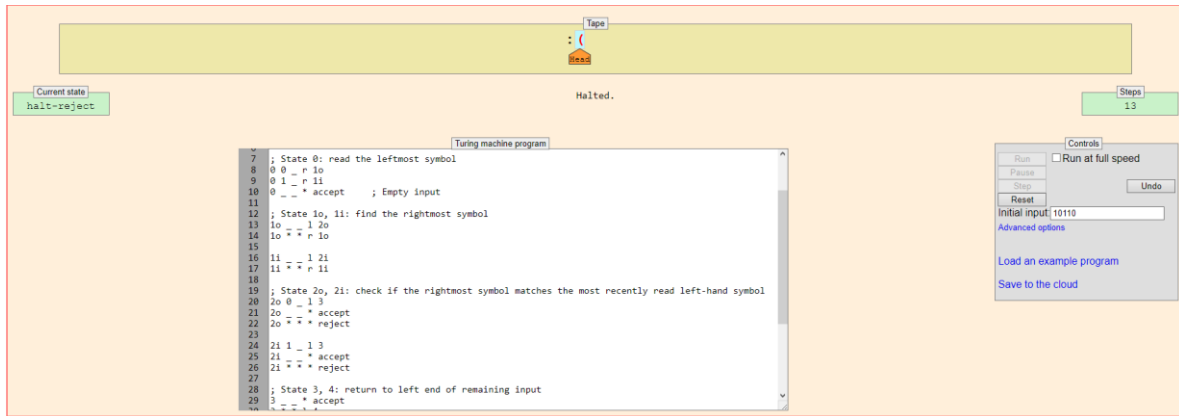 Tape
:(
Head
Current state
halt-reject
Halted.
Steps
13
Turing machine program
7 ; State 0: read the leftmost symbol
8 0 0 _ r 1o
9 0 1 _ r 1i
10 0 _ _ * accept ; Empty input
11
12 ; State 1o, 1i: find the rightmost symbol
13 1o _ _ l 2o
14 1o * * r 1o
15
16 1i _ _ l 2i
17 1i * * r 1i
18
19 ; State 2o, 2i: check if the rightmost symbol matches the most recently read left-hand symbol
20 2o 0 _ l 3
21 2o _ _ * accept
22 2o * * * reject
23
24 2i 1 _ l 3
25 2i _ _ * accept
26 2i * * * reject
27
28 ; State 3, 4: return to left end of remaining input
29 3 _ _ * accept
Controls
Run
Run at full speed
Pause
Step
Undo
Reset
Initial input: 10110
Advanced options
Load an example program
Save to the cloud